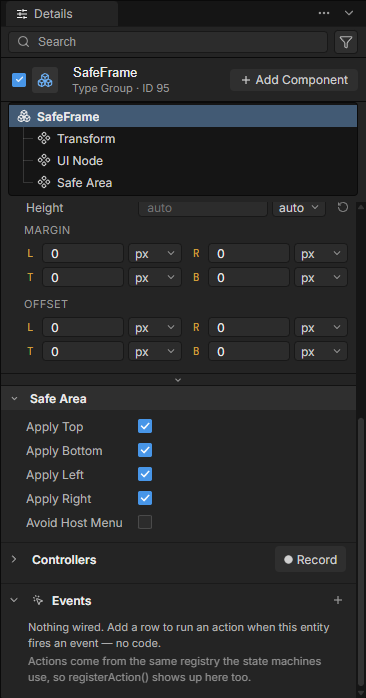 Details
Search
SafeFrame
Type Group · ID 95
+ Add Component
SafeFrame
Transform
UI Node
Safe Area
Height auto auto
MARGIN
L 0 px R 0 px
T 0 px B 0 px
OFFSET
L 0 px R 0 px
T 0 px B 0 px
Safe Area
Apply Top
Apply Bottom
Apply Left
Apply Right
Avoid Host Menu
Controllers Record
Events +
Nothing wired. Add a row to run an action when this entity
fires an event — no code.
Actions come from the same registry the state machines
use, so registerAction() shows up here too.